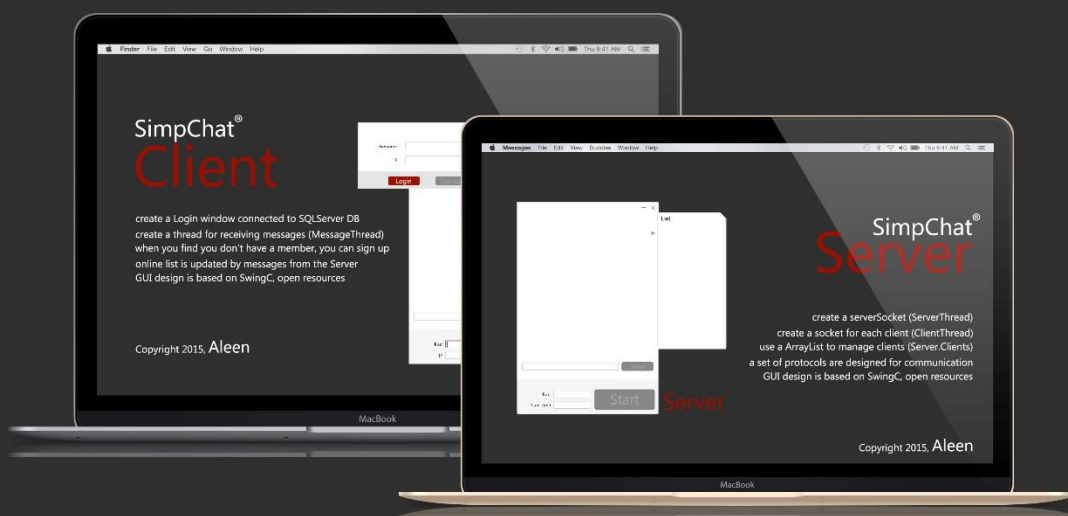 Finder File Edit View Go Window Help
Thu 9:41 AM
SimpChat®
Client
create a Login window connected to SQLServer DB
create a thread for receiving messages (MessageThread)
when you find you don't have a member, you can sign up
online list is updated by messages from the Server
GUI design is based on SwingC, open resources
Copyright 2015, Aleen
Login
MacBook
Messages File Edit View Buddies Window Help
Thu 9:41 AM
List
Send
Start
Server
SimpChat®
Server
create a serverSocket (ServerThread)
create a socket for each client (ClientThread)
use a ArrayList to manage clients (Server.Clients)
a set of protocols are designed for communication
GUI design is based on SwingC, open resources
Copyright 2015, Aleen
MacBook